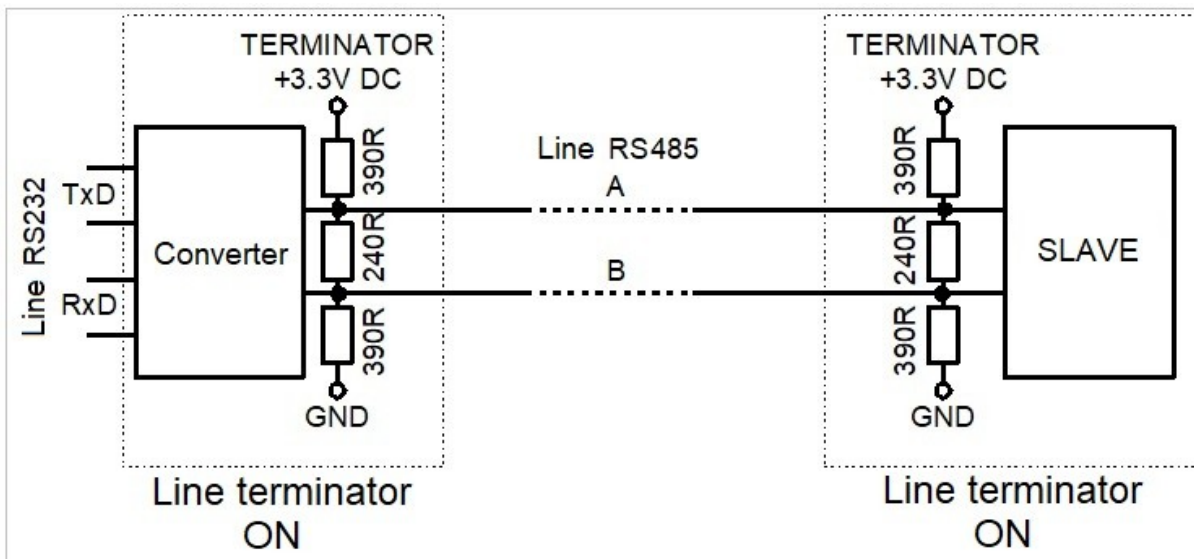 TERMINATOR
+3.3V DC
390R
240R
390R
GND
Line RS232
TxD
RxD
Converter
Line RS485
A
B
TERMINATOR
+3.3V DC
390R
240R
390R
GND
SLAVE
Line terminator
ON
Line terminator
ON